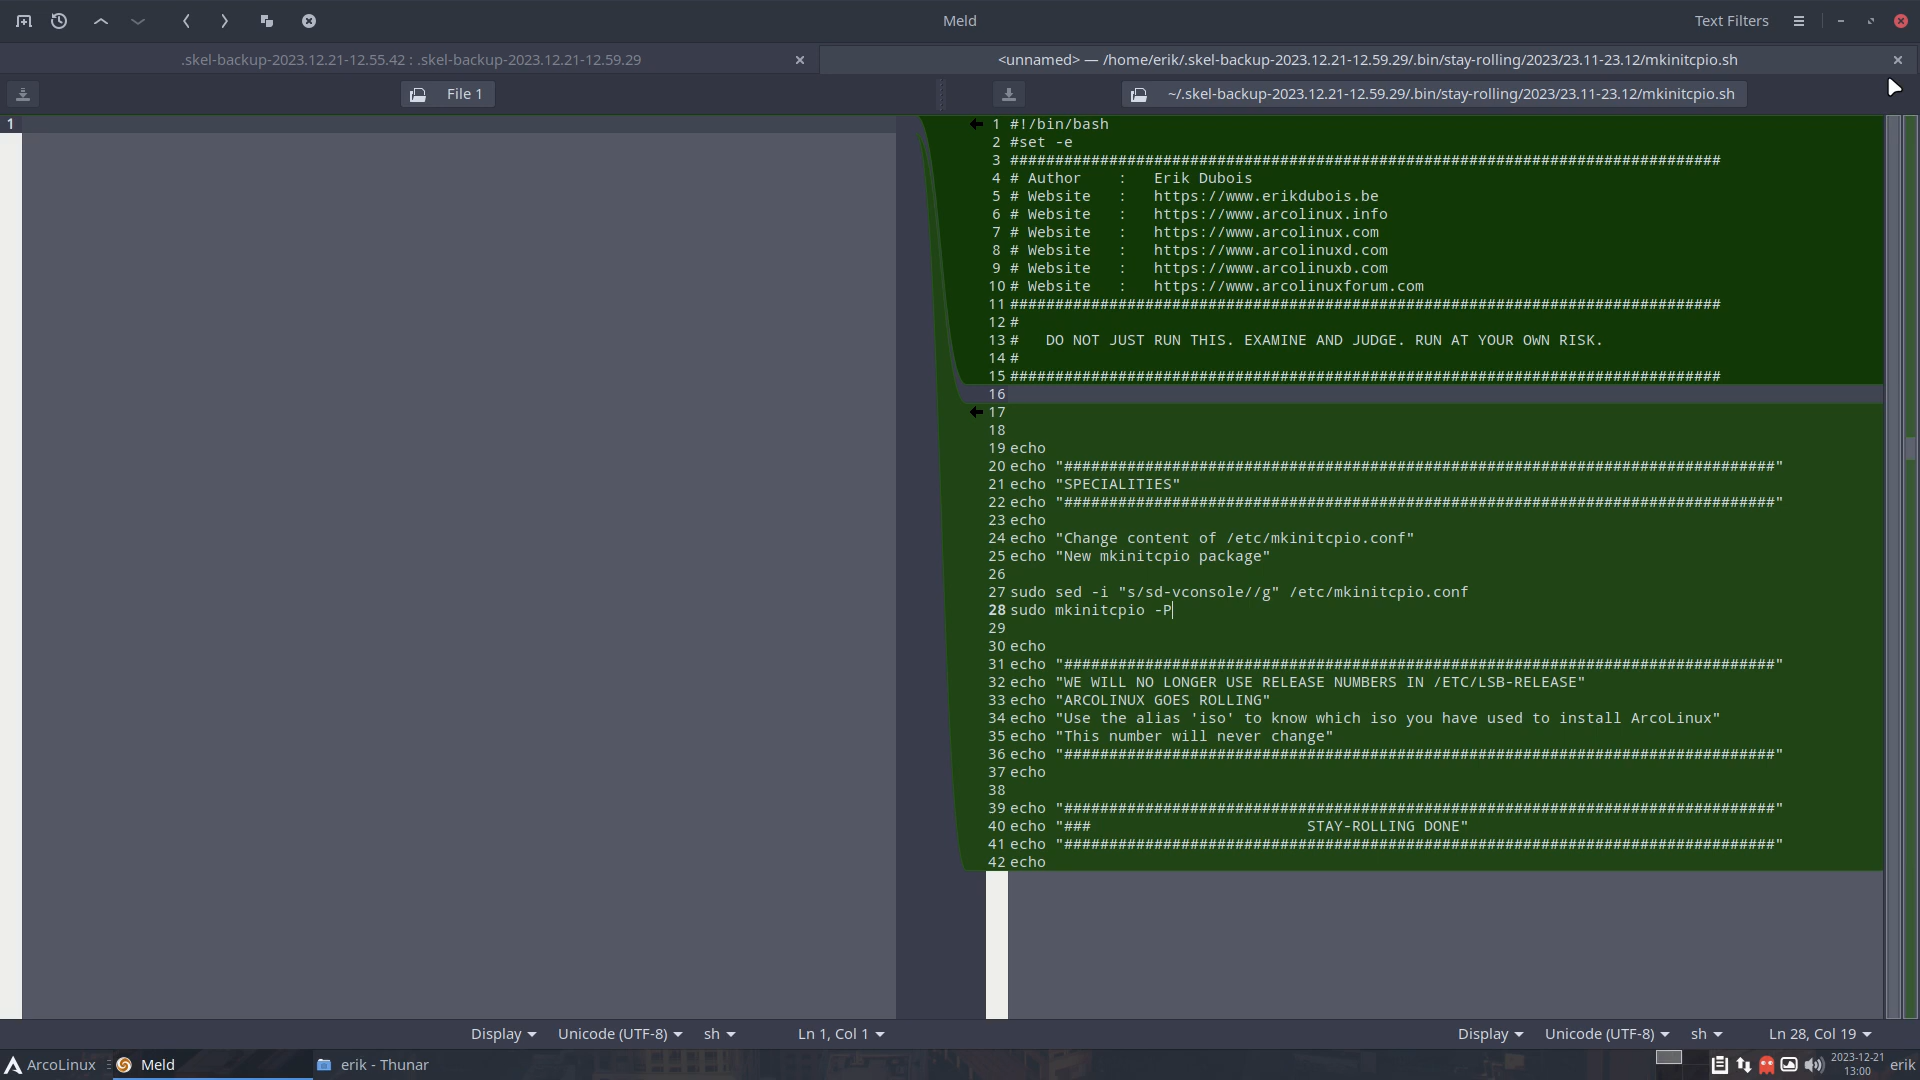 Meld
Text Filters
.skel-backup-2023.12.21-12.55.42 : .skel-backup-2023.12.21-12.59.29
<unnamed> — /home/erik/.skel-backup-2023.12.21-12.59.29/.bin/stay-rolling/2023/23.11-23.12/mkinitcpio.sh
File 1
~/.skel-backup-2023.12.21-12.59.29/.bin/stay-rolling/2023/23.11-23.12/mkinitcpio.sh
1
1 #!/bin/bash
2 #set -e
3 ###############################################################################
4 # Author    :   Erik Dubois
5 # Website   :   https://www.erikdubois.be
6 # Website   :   https://www.arcolinux.info
7 # Website   :   https://www.arcolinux.com
8 # Website   :   https://www.arcolinuxd.com
9 # Website   :   https://www.arcolinuxb.com
10 # Website   :   https://www.arcolinuxforum.com
11 ###############################################################################
12 #
13 #   DO NOT JUST RUN THIS. EXAMINE AND JUDGE. RUN AT YOUR OWN RISK.
14 #
15 ###############################################################################
16
17
18
19 echo
20 echo "###############################################################################"
21 echo "SPECIALITIES"
22 echo "###############################################################################"
23 echo
24 echo "Change content of /etc/mkinitcpio.conf"
25 echo "New mkinitcpio package"
26
27 sudo sed -i "s/sd-vconsole//g" /etc/mkinitcpio.conf
28 sudo mkinitcpio -P
29
30 echo
31 echo "###############################################################################"
32 echo "WE WILL NO LONGER USE RELEASE NUMBERS IN /ETC/LSB-RELEASE"
33 echo "ARCOLINUX GOES ROLLING"
34 echo "Use the alias 'iso' to know which iso you have used to install ArcoLinux"
35 echo "This number will never change"
36 echo "###############################################################################"
37 echo
38
39 echo "###############################################################################"
40 echo "###                        STAY-ROLLING DONE"
41 echo "###############################################################################"
42 echo
Display Unicode (UTF-8) sh Ln 1, Col 1
Display Unicode (UTF-8) sh Ln 28, Col 19
ArcoLinux
Meld
erik - Thunar
2023-12-21
13:00
erik